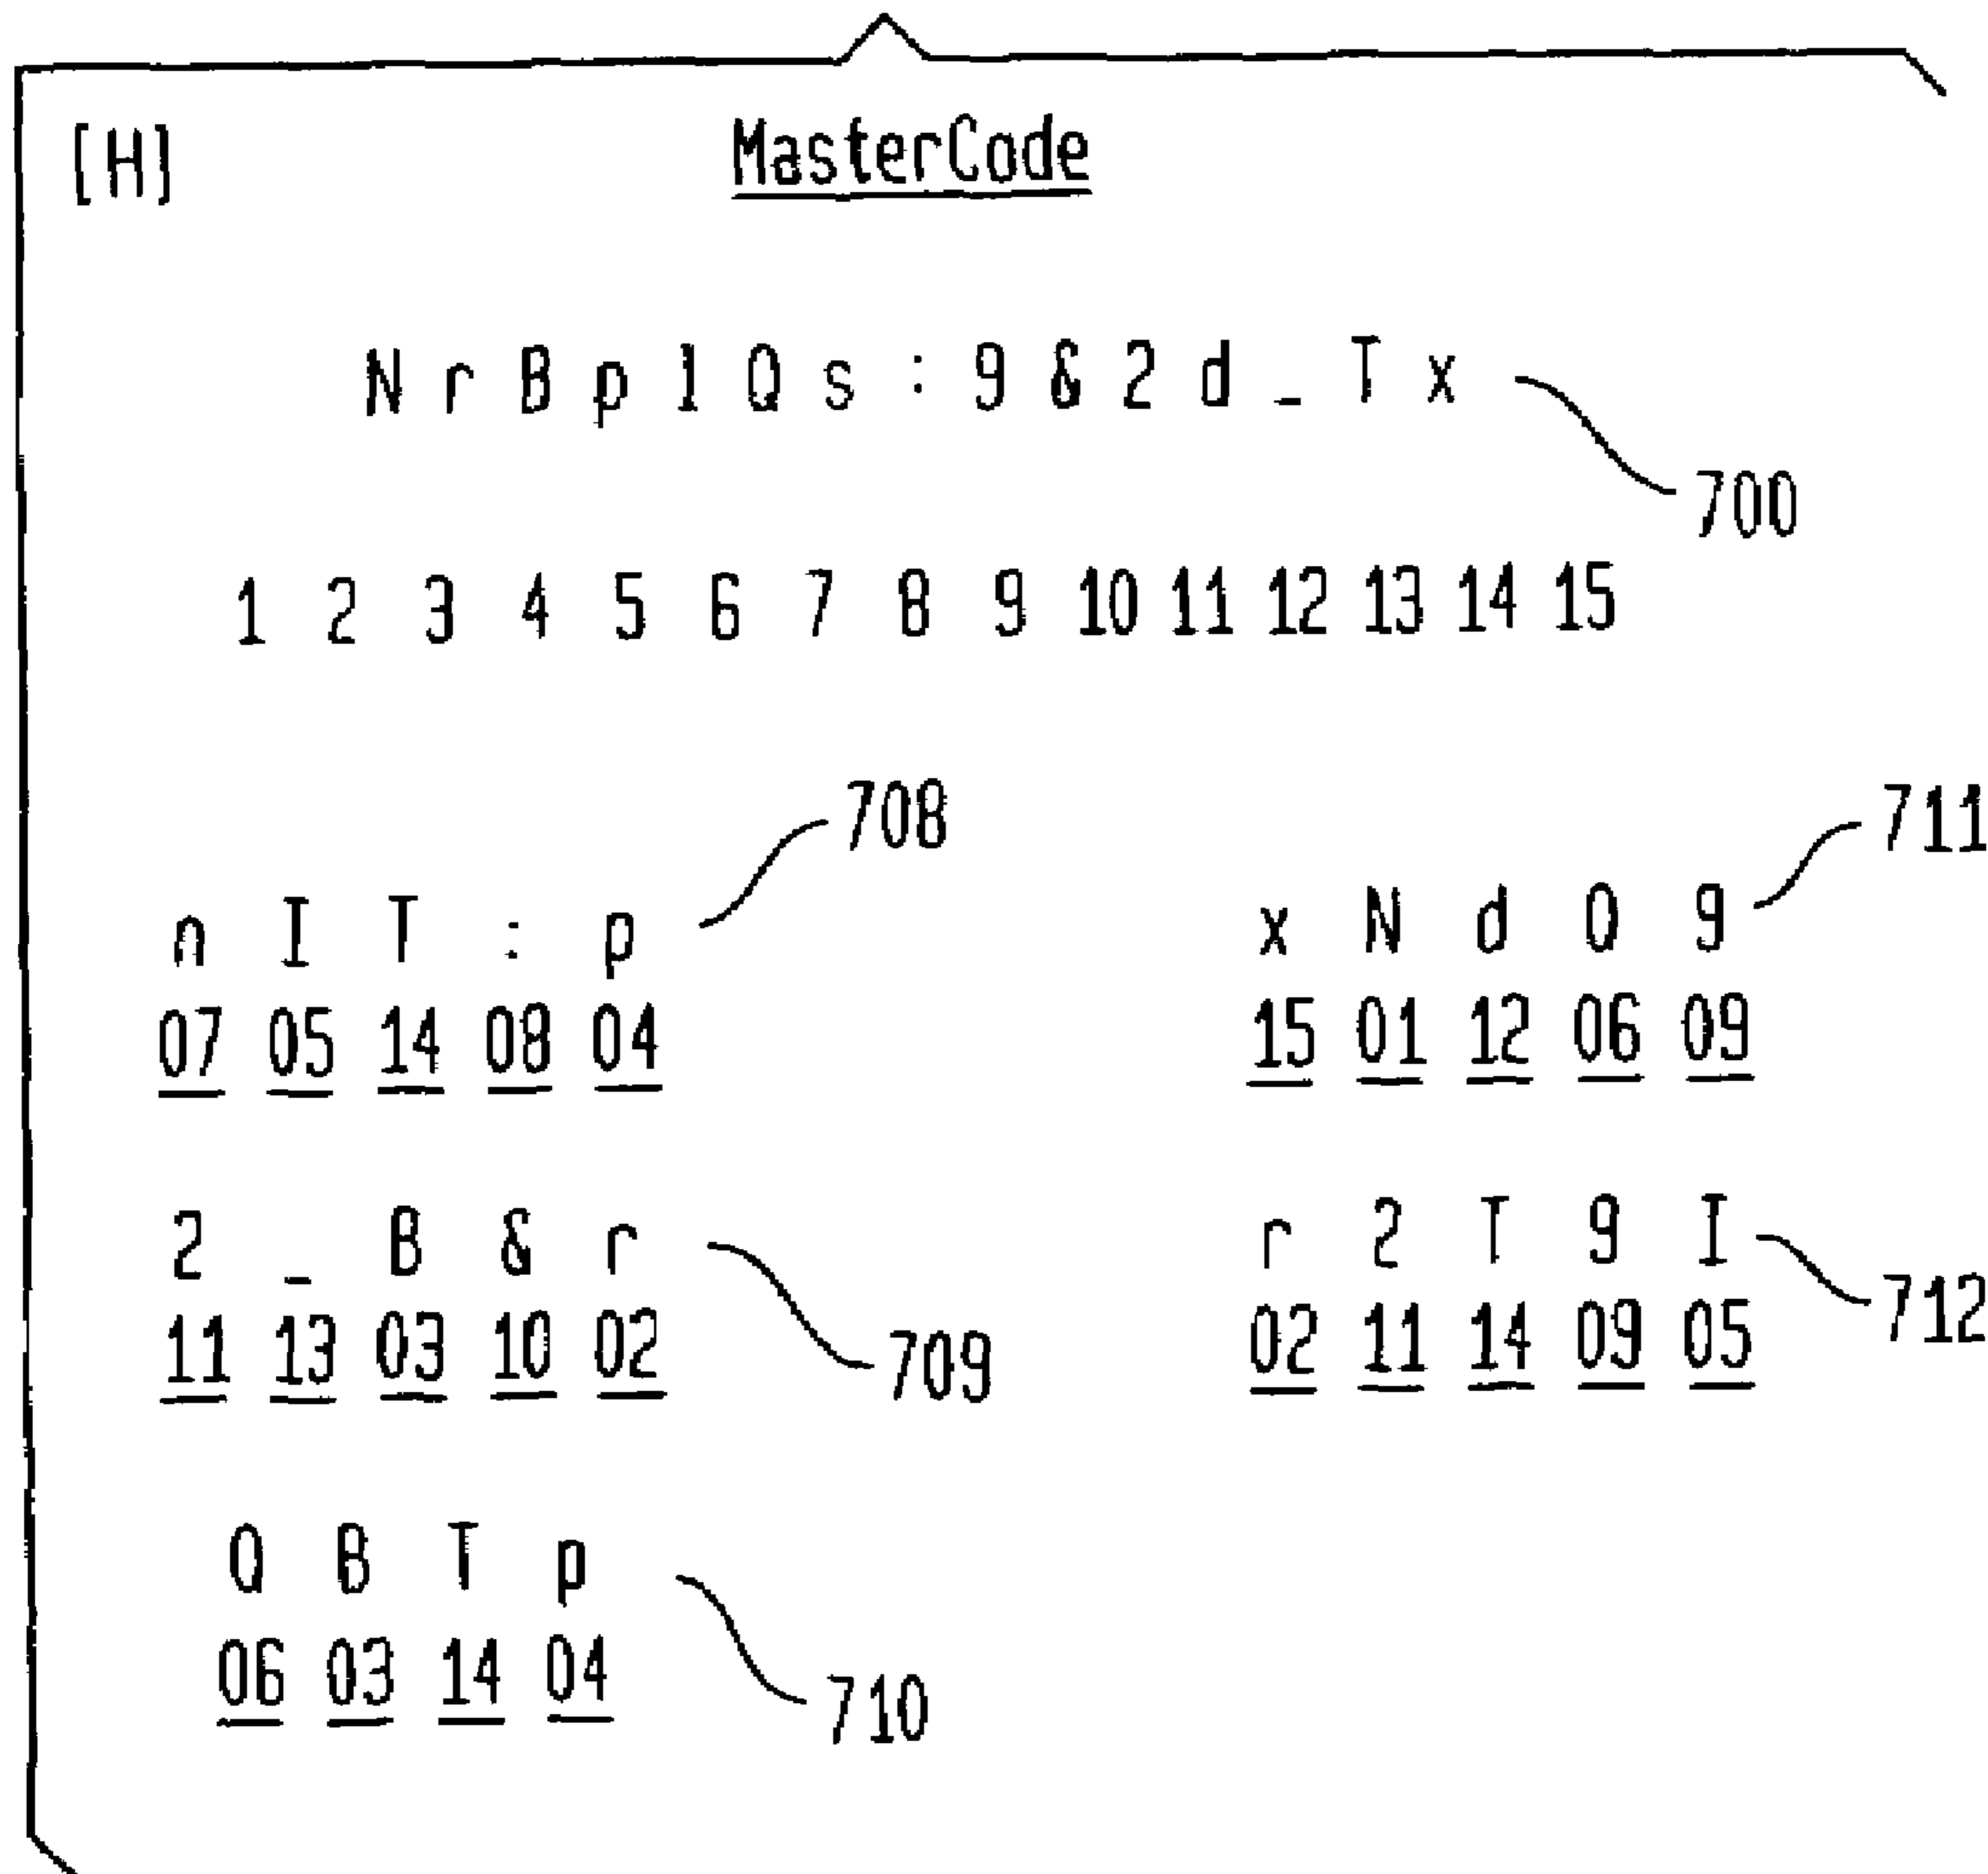 [H] MasterCode
N r B p l Q s : 9 & 2 d _ T x
700
1 2 3 4 5 6 7 8 9 10 11 12 13 14 15
708 711
n I T : p x N d O 9
07 05 14 08 04 15 01 12 06 09
2 _ B & r r 2 T 9 I
712
11 13 03 10 02 02 11 14 09 05
709
Q B T p
06 03 14 04
710